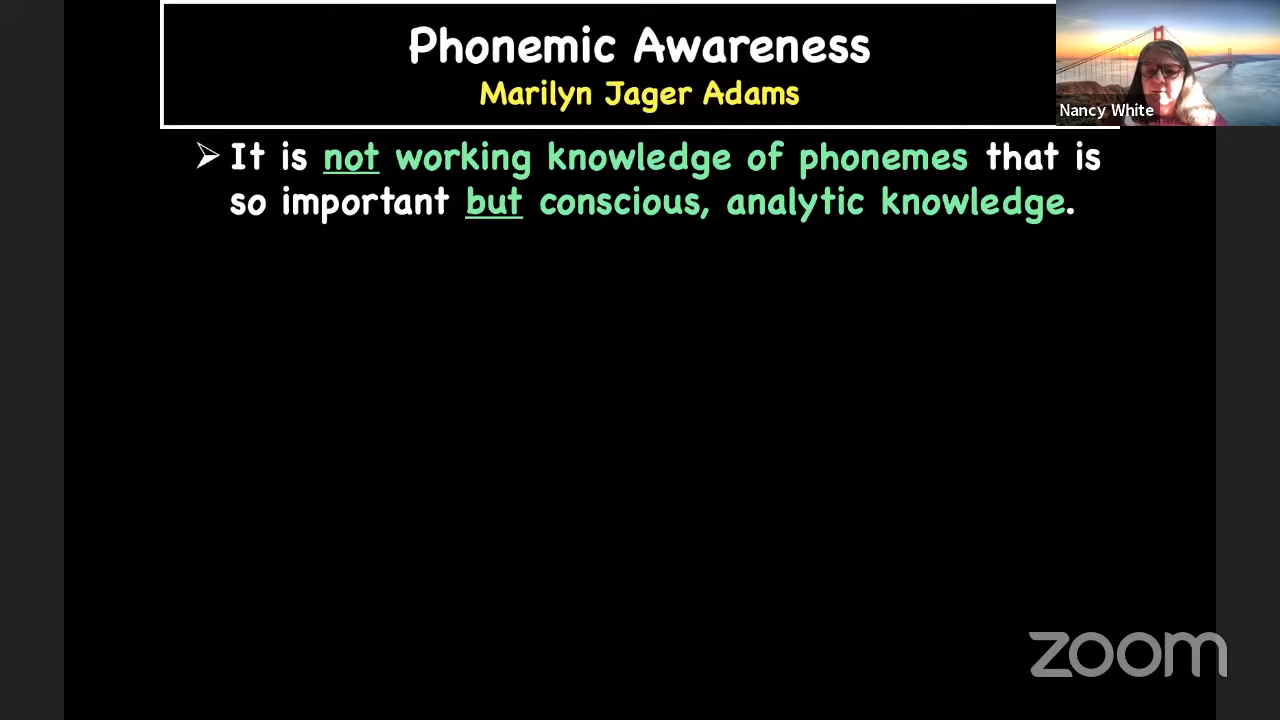 Phonemic Awareness
Marilyn Jager Adams
Nancy White
➢ It is not working knowledge of phonemes that is
so important but conscious, analytic knowledge.
zoom